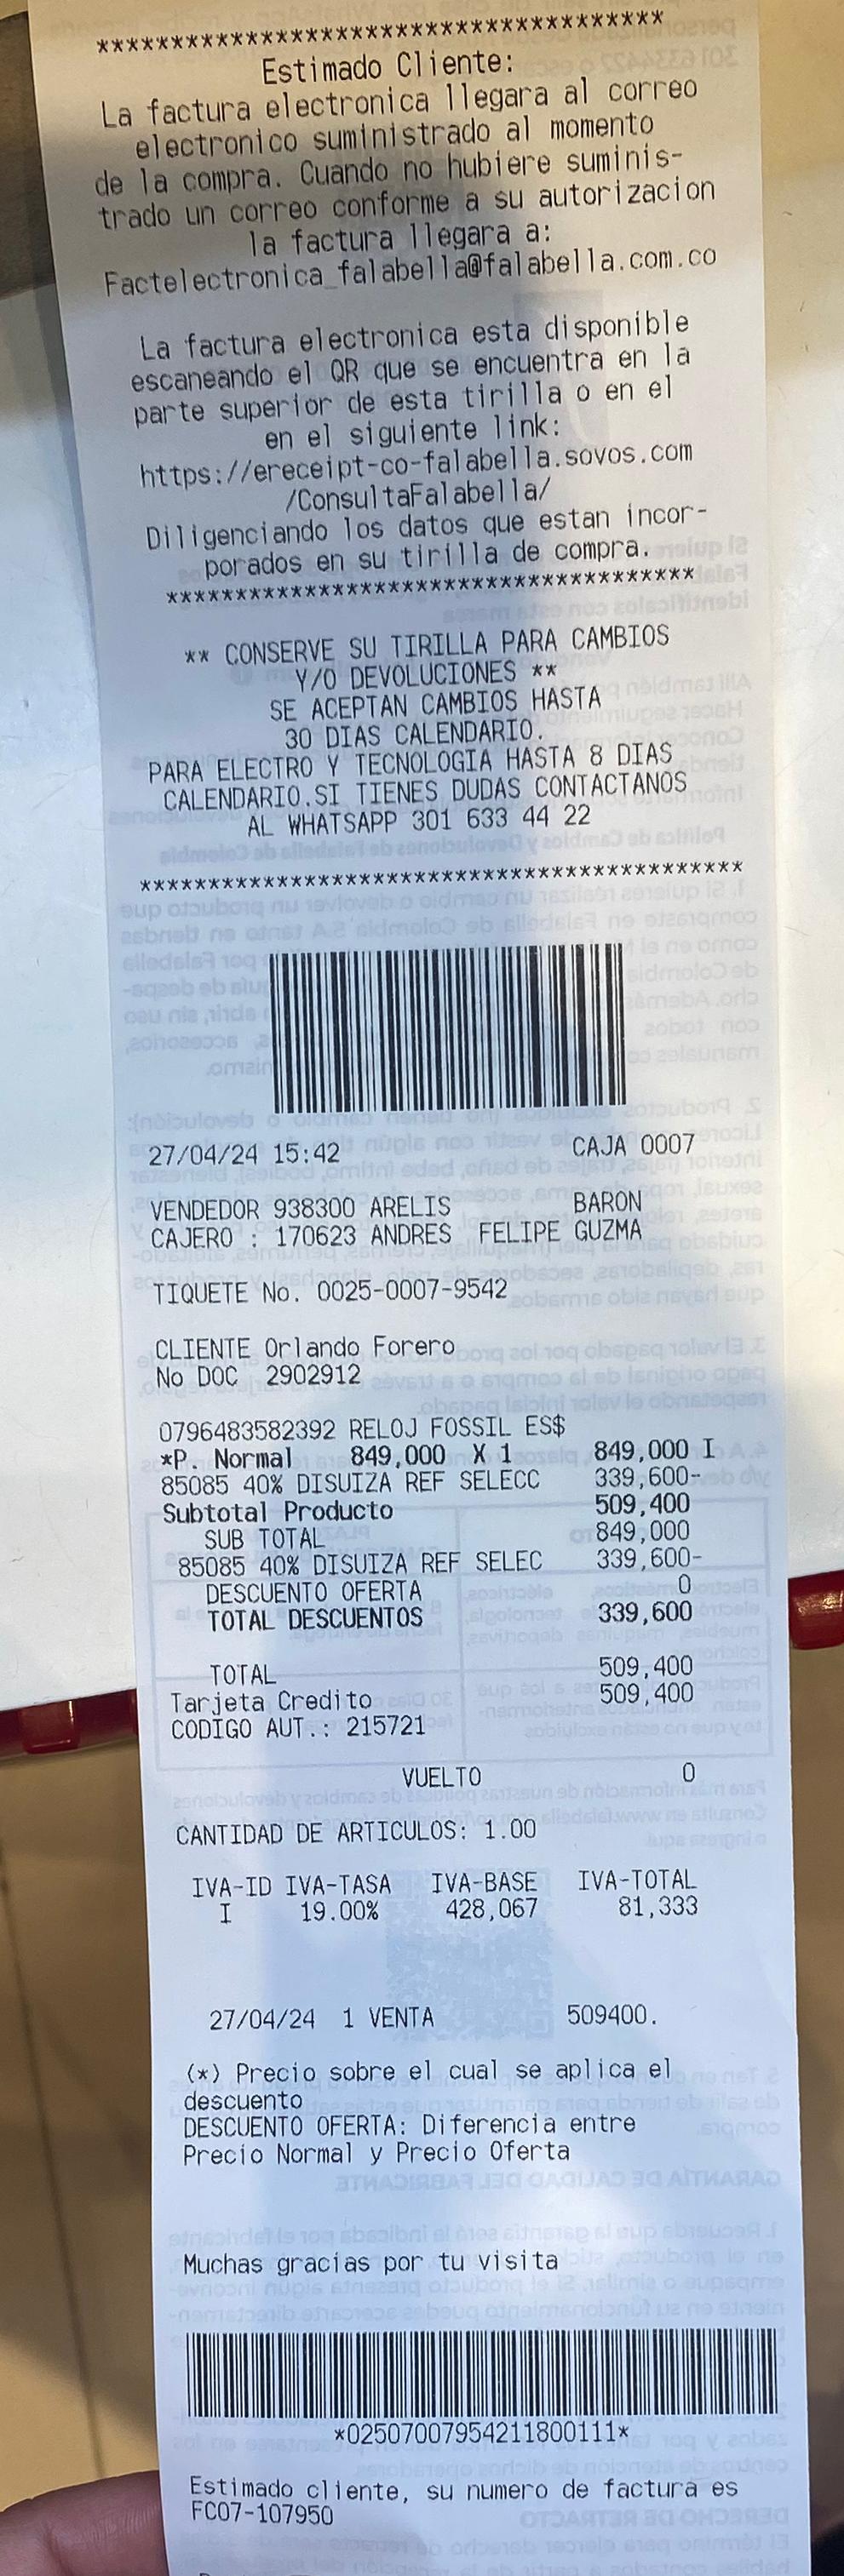 **************************************
Estimado Cliente:
La factura electronica llegara al correo
electronico suministrado al momento
de la compra. Cuando no hubiere suminis-
trado un correo conforme a su autorizacion
la factura llegara a:
Factelectronica_falabella@falabella.com.co
La factura electronica esta disponible
escaneando el QR que se encuentra en la
parte superior de esta tirilla o en el
en el siguiente link:
https://ereceipt-co-falabella.sovos.com
/ConsultaFalabella/
Diligenciando los datos que estan incor-
porados en su tirilla de compra.
**************************************
** CONSERVE SU TIRILLA PARA CAMBIOS
Y/O DEVOLUCIONES **
SE ACEPTAN CAMBIOS HASTA
30 DIAS CALENDARIO.
PARA ELECTRO Y TECNOLOGIA HASTA 8 DIAS
CALENDARIO.SI TIENES DUDAS CONTACTANOS
AL WHATSAPP 301 633 44 22
********************************************
27/04/24 15:42 CAJA 0007
VENDEDOR 938300 ARELIS BARON
CAJERO : 170623 ANDRES FELIPE GUZMA
TIQUETE No. 0025-0007-9542
CLIENTE Orlando Forero
No DOC 2902912
0796483582392 RELOJ FOSSIL ES$
*P. Normal 849,000 X 1 849,000 I
85085 40% DISUIZA REF SELECC 339,600-
Subtotal Producto 509,400
SUB TOTAL 849,000
85085 40% DISUIZA REF SELEC 339,600-
DESCUENTO OFERTA 0
TOTAL DESCUENTOS 339,600
TOTAL 509,400
Tarjeta Credito 509,400
CODIGO AUT.: 215721
VUELTO 0
CANTIDAD DE ARTICULOS: 1.00
IVA-ID IVA-TASA IVA-BASE IVA-TOTAL
I 19.00% 428,067 81,333
27/04/24 1 VENTA 509400.
(*) Precio sobre el cual se aplica el
descuento
DESCUENTO OFERTA: Diferencia entre
Precio Normal y Precio Oferta
Muchas gracias por tu visita
*02507007954211800111*
Estimado cliente, su numero de factura es
FC07-107950